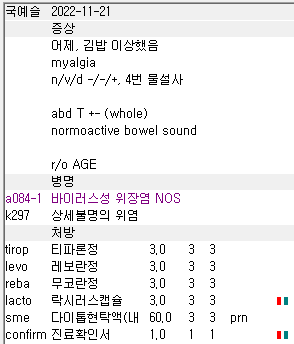 국예슬 2022-11-21
증상
어제, 김밥 이상했음
myalgia
n/v/d -/-/+, 4번 물설사
abd T +- (whole)
normoactive bowel sound
r/o AGE
병명
a084-1 바이러스성 위장염 NOS
k297 상세불명의 위염
처방
tirop 티파론정 3,0 3 3
levo 레보란정 3,0 3 3
reba 무코란정 3,0 3 3
lacto 락시러스캡슐 3,0 3 3
sme 다이톱현탁액(내 60,0 3 3 prn
confirm 진료확인서 1,0 1 1